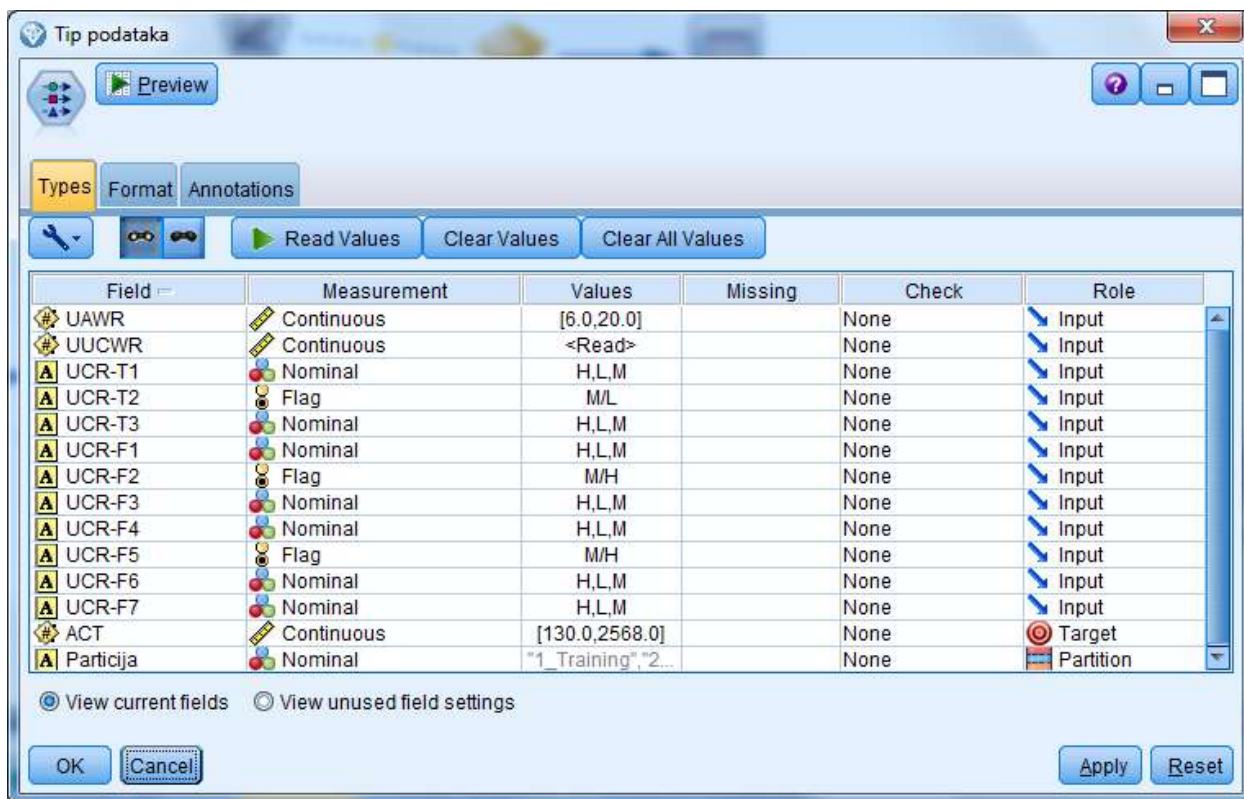 Tip podataka
Preview
Types Format Annotations
Read Values Clear Values Clear All Values
Field Measurement Values Missing Check Role
UAWR Continuous [6.0,20.0] None Input
UUCWR Continuous <Read> None Input
A UCR-T1 Nominal H,L,M None Input
A UCR-T2 Flag M/L None Input
A UCR-T3 Nominal H,L,M None Input
A UCR-F1 Nominal H,L,M None Input
A UCR-F2 Flag M/H None Input
A UCR-F3 Nominal H,L,M None Input
A UCR-F4 Nominal H,L,M None Input
A UCR-F5 Flag M/H None Input
A UCR-F6 Nominal H,L,M None Input
A UCR-F7 Nominal H,L,M None Input
ACT Continuous [130.0,2568.0] None Target
A Particija Nominal "1_Training","2... None Partition
View current fields View unused field settings
OK Cancel Apply Reset